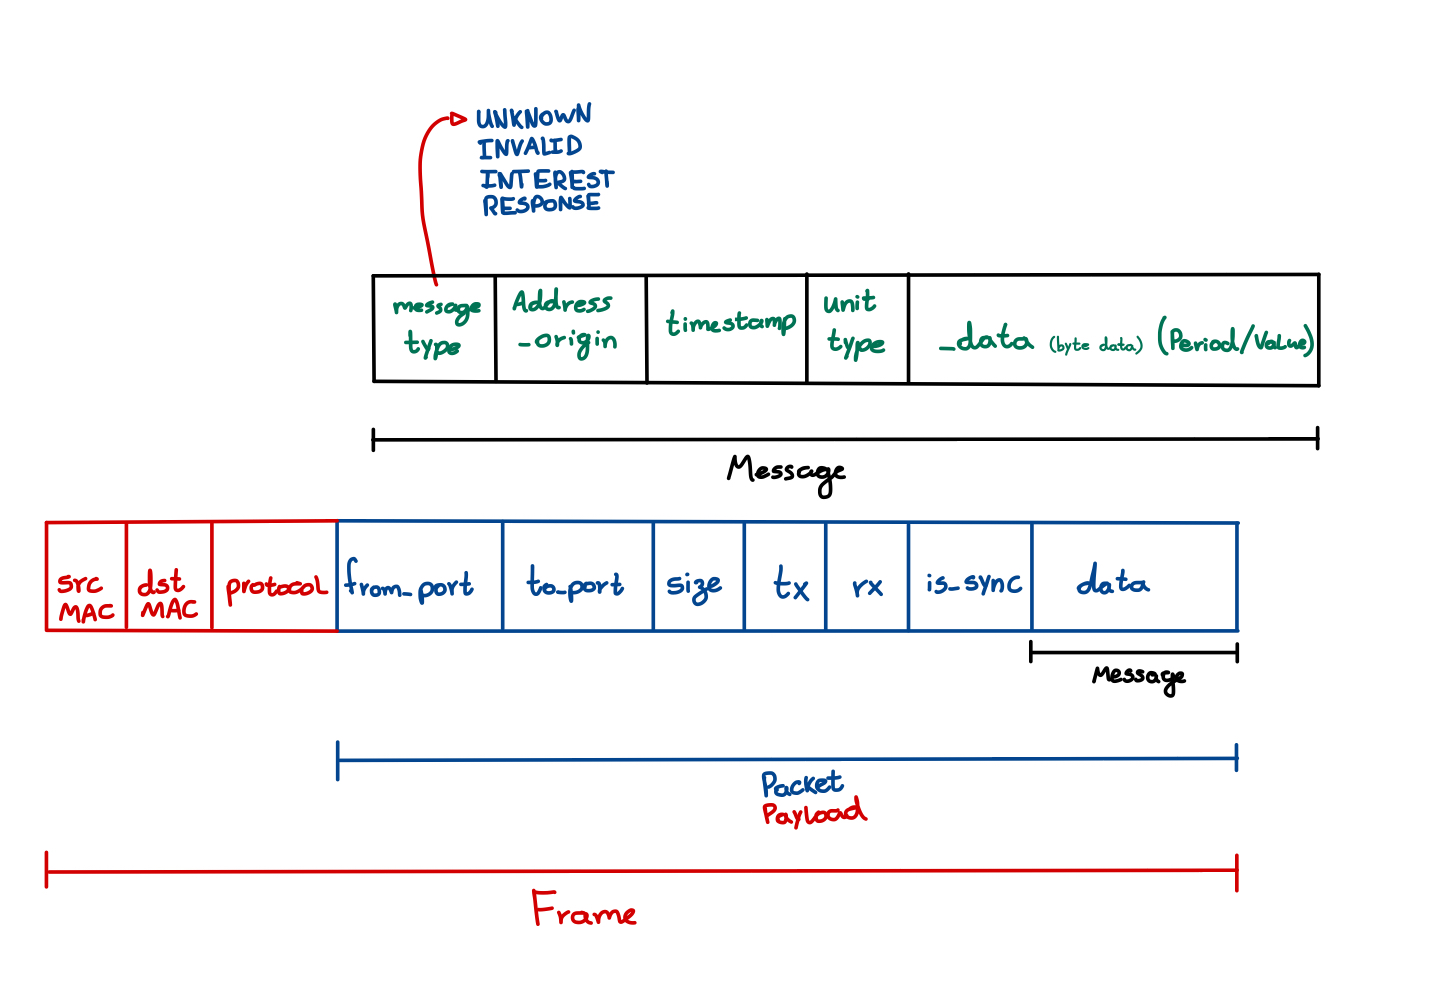 UNKNOWN
INVALID
INTEREST
RESPONSE
message type
Address _origin
timestamp
unit type
_data (byte data) (Period/Value)
Message
src MAC
dst MAC
protocol
from_port
to_port
size
tx
rx
is_sync
data
Message
Packet
Payload
Frame